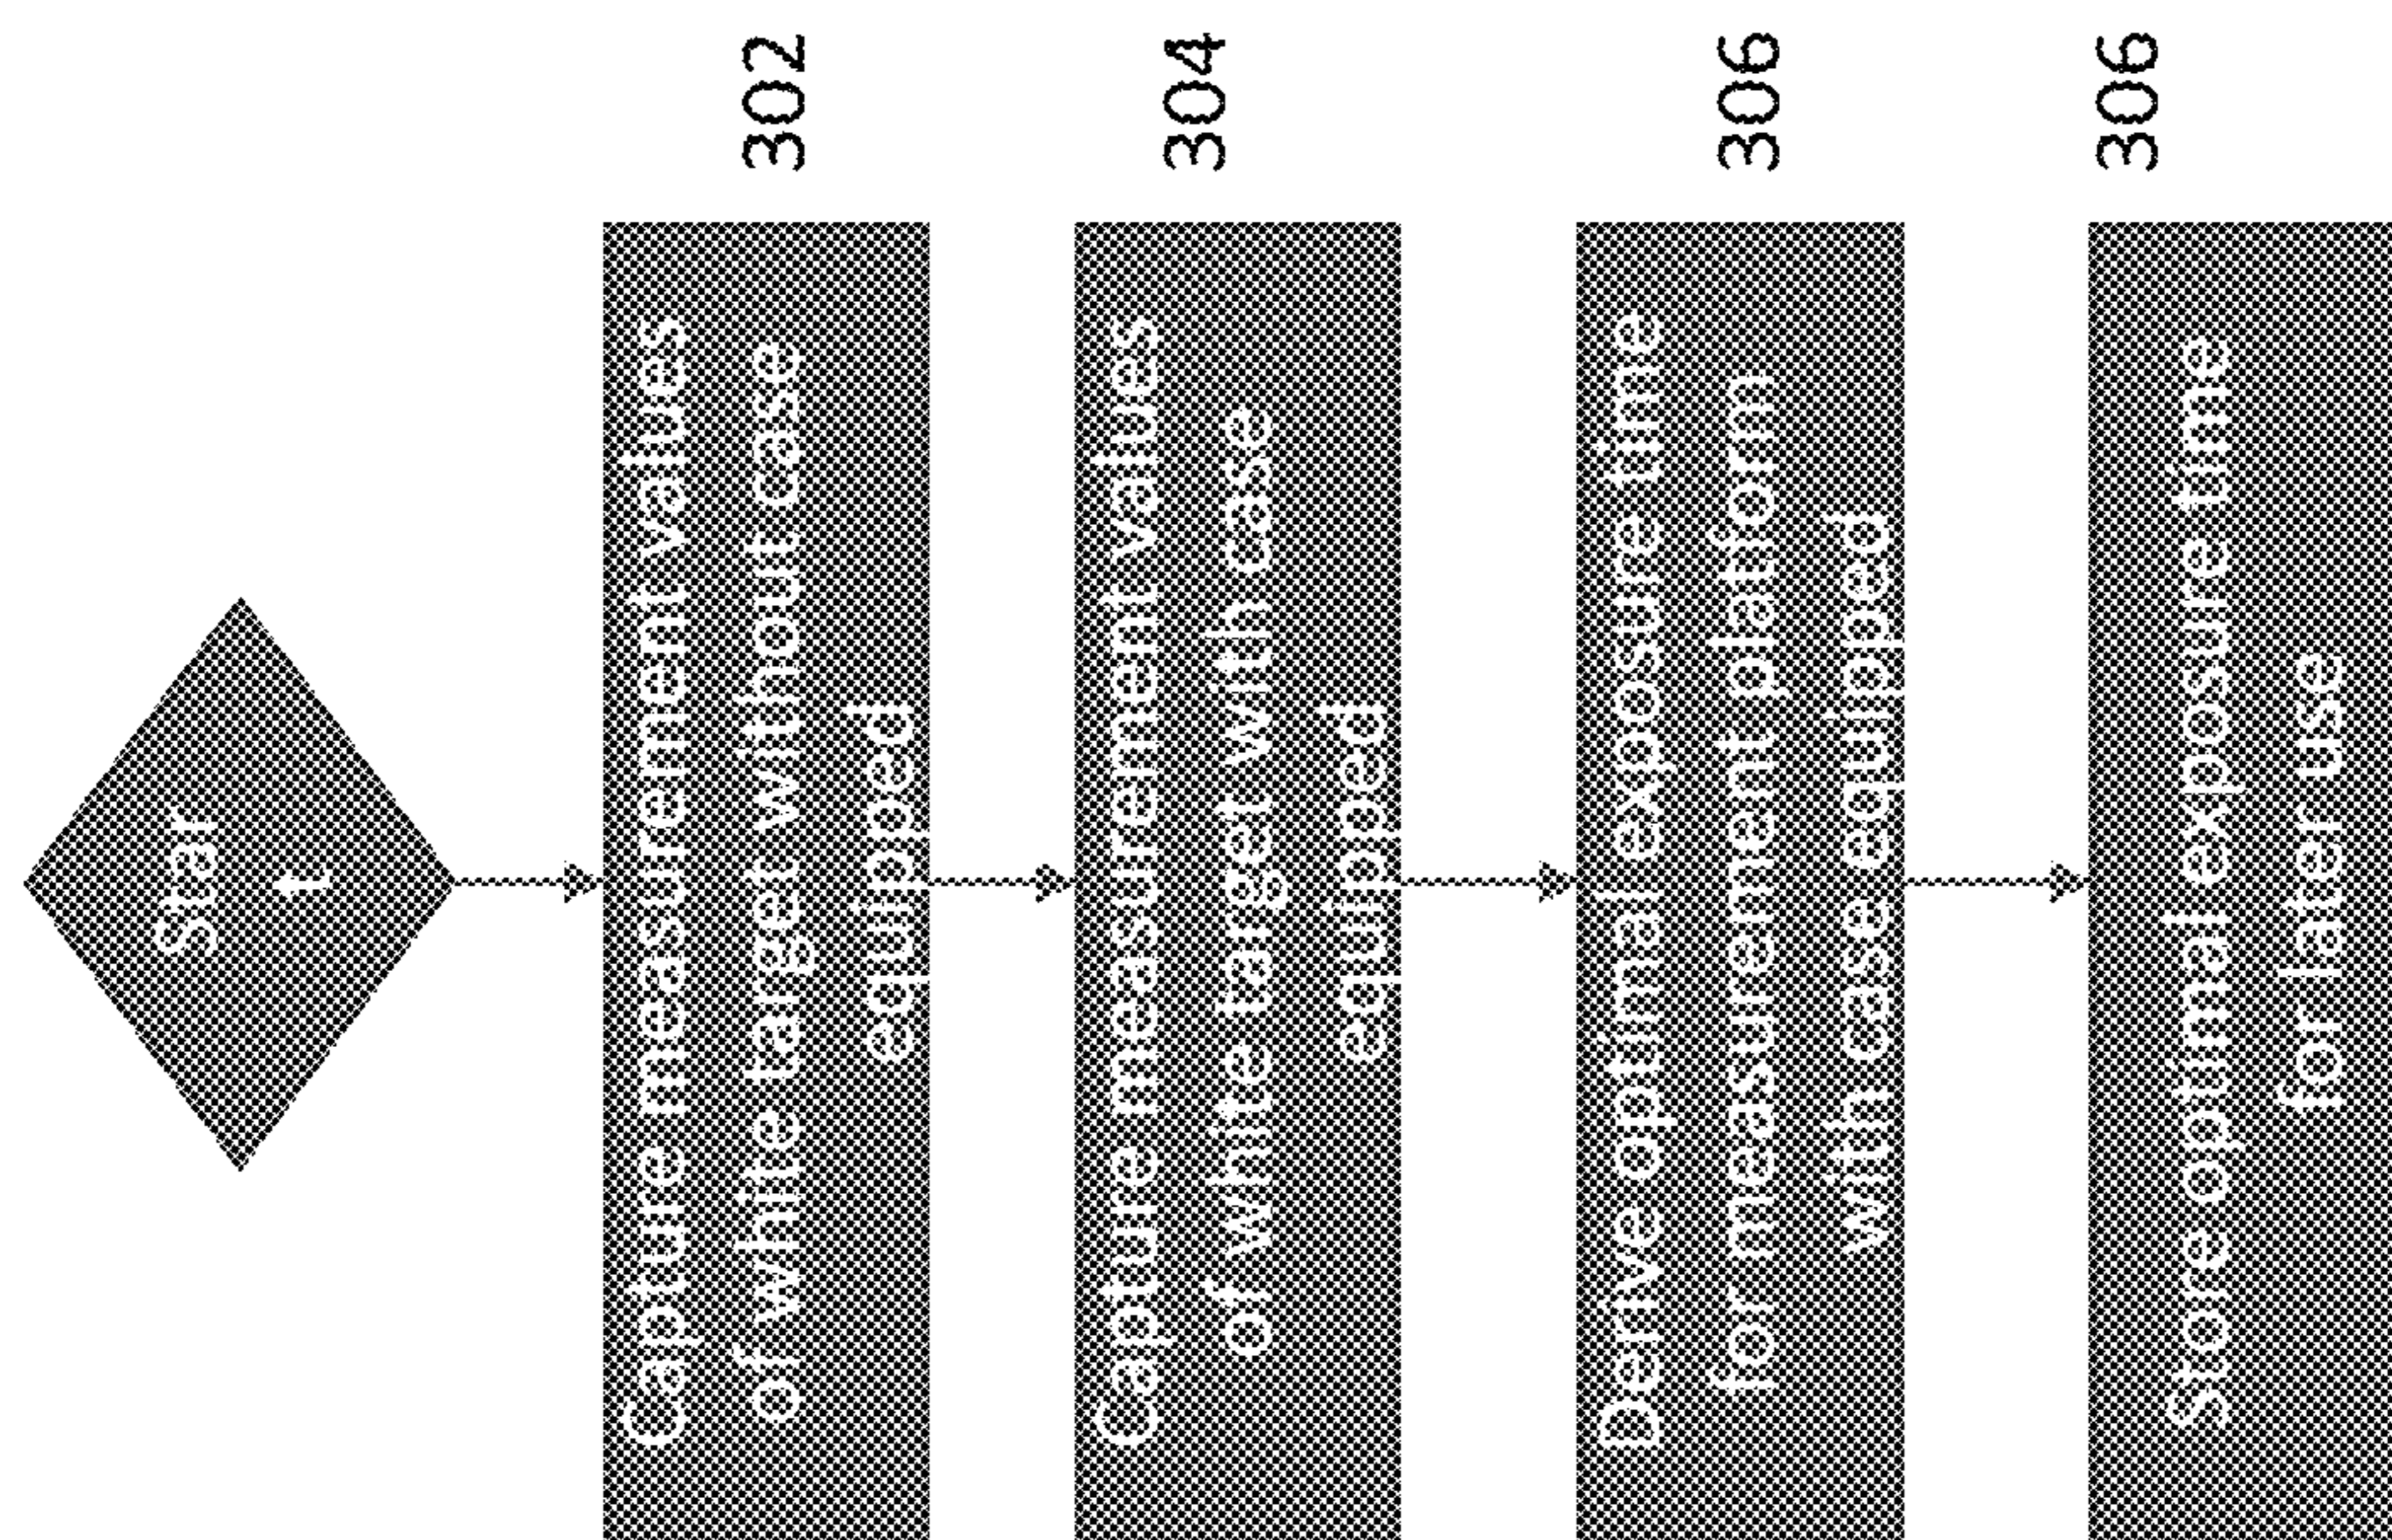 Star
t
Capture measurement values
of white target without case
equipped
302
Capture measurement values
of white target with case
equipped
304
Derive optimal exposure time
for measurement platform
with case equipped
306
Store optimal exposure time
for later use
306